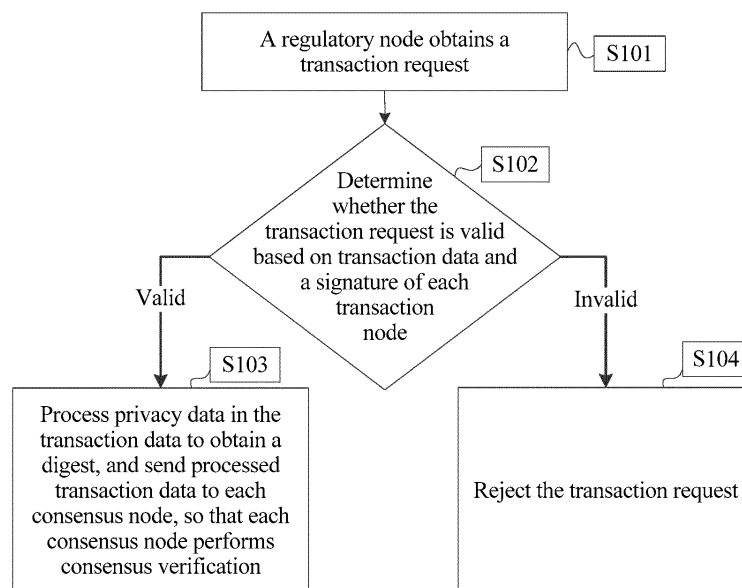 A regulatory node obtains a
transaction request
S101
S102
Determine
whether the
transaction request is valid
based on transaction data and
a signature of each
transaction
node
Valid
Invalid
S103
S104
Process privacy data in the
transaction data to obtain a
digest, and send processed
transaction data to each
consensus node, so that each
consensus node performs
consensus verification
Reject the transaction request